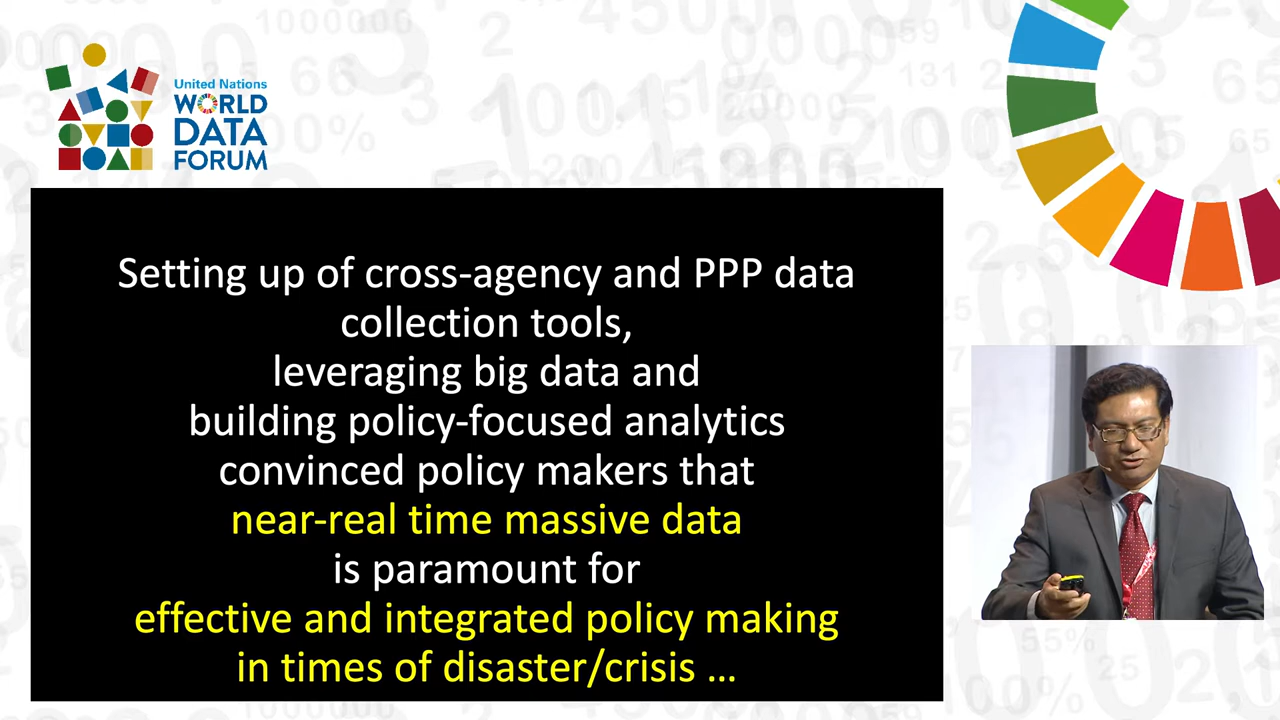 United Nations
WORLD
DATA
FORUM
Setting up of cross-agency and PPP data
collection tools,
leveraging big data and
building policy-focused analytics
convinced policy makers that
near-real time massive data
is paramount for
effective and integrated policy making
in times of disaster/crisis …